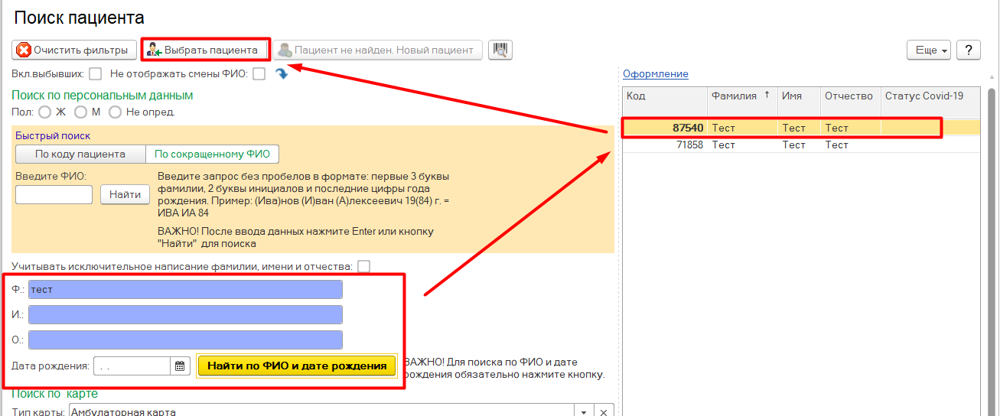 Поиск пациента
Очистить фильтры Выбрать пациента Пациент не найден. Новый пациент Еще ?
Вкл.выбывших: Не отображать смены ФИО:
Поиск по персональным данным
Пол: Ж М Не опред.
Быстрый поиск
По коду пациента По сокращенному ФИО
Введите ФИО:
Найти
Введите запрос без пробелов в формате: первые 3 буквы
фамилии, 2 буквы инициалов и последние цифры года
рождения. Пример: (Ива)нов (И)ван (А)лексеевич 19(84) г. =
ИВА ИА 84
ВАЖНО! После ввода данных нажмите Enter или кнопку
"Найти" для поиска
Учитывать исключительное написание фамилии, имени и отчества:
Ф.: тест
И.:
О.:
Дата рождения: . . Найти по ФИО и дате рождения
ВАЖНО! Для поиска по ФИО и дате
рождения обязательно нажмите кнопку.
Поиск по карте
Тип карты: Амбулаторная карта
Оформление
Код Фамилия ↑ Имя Отчество Статус Covid-19
87540 Тест Тест Тест
71858 Тест Тест Тест